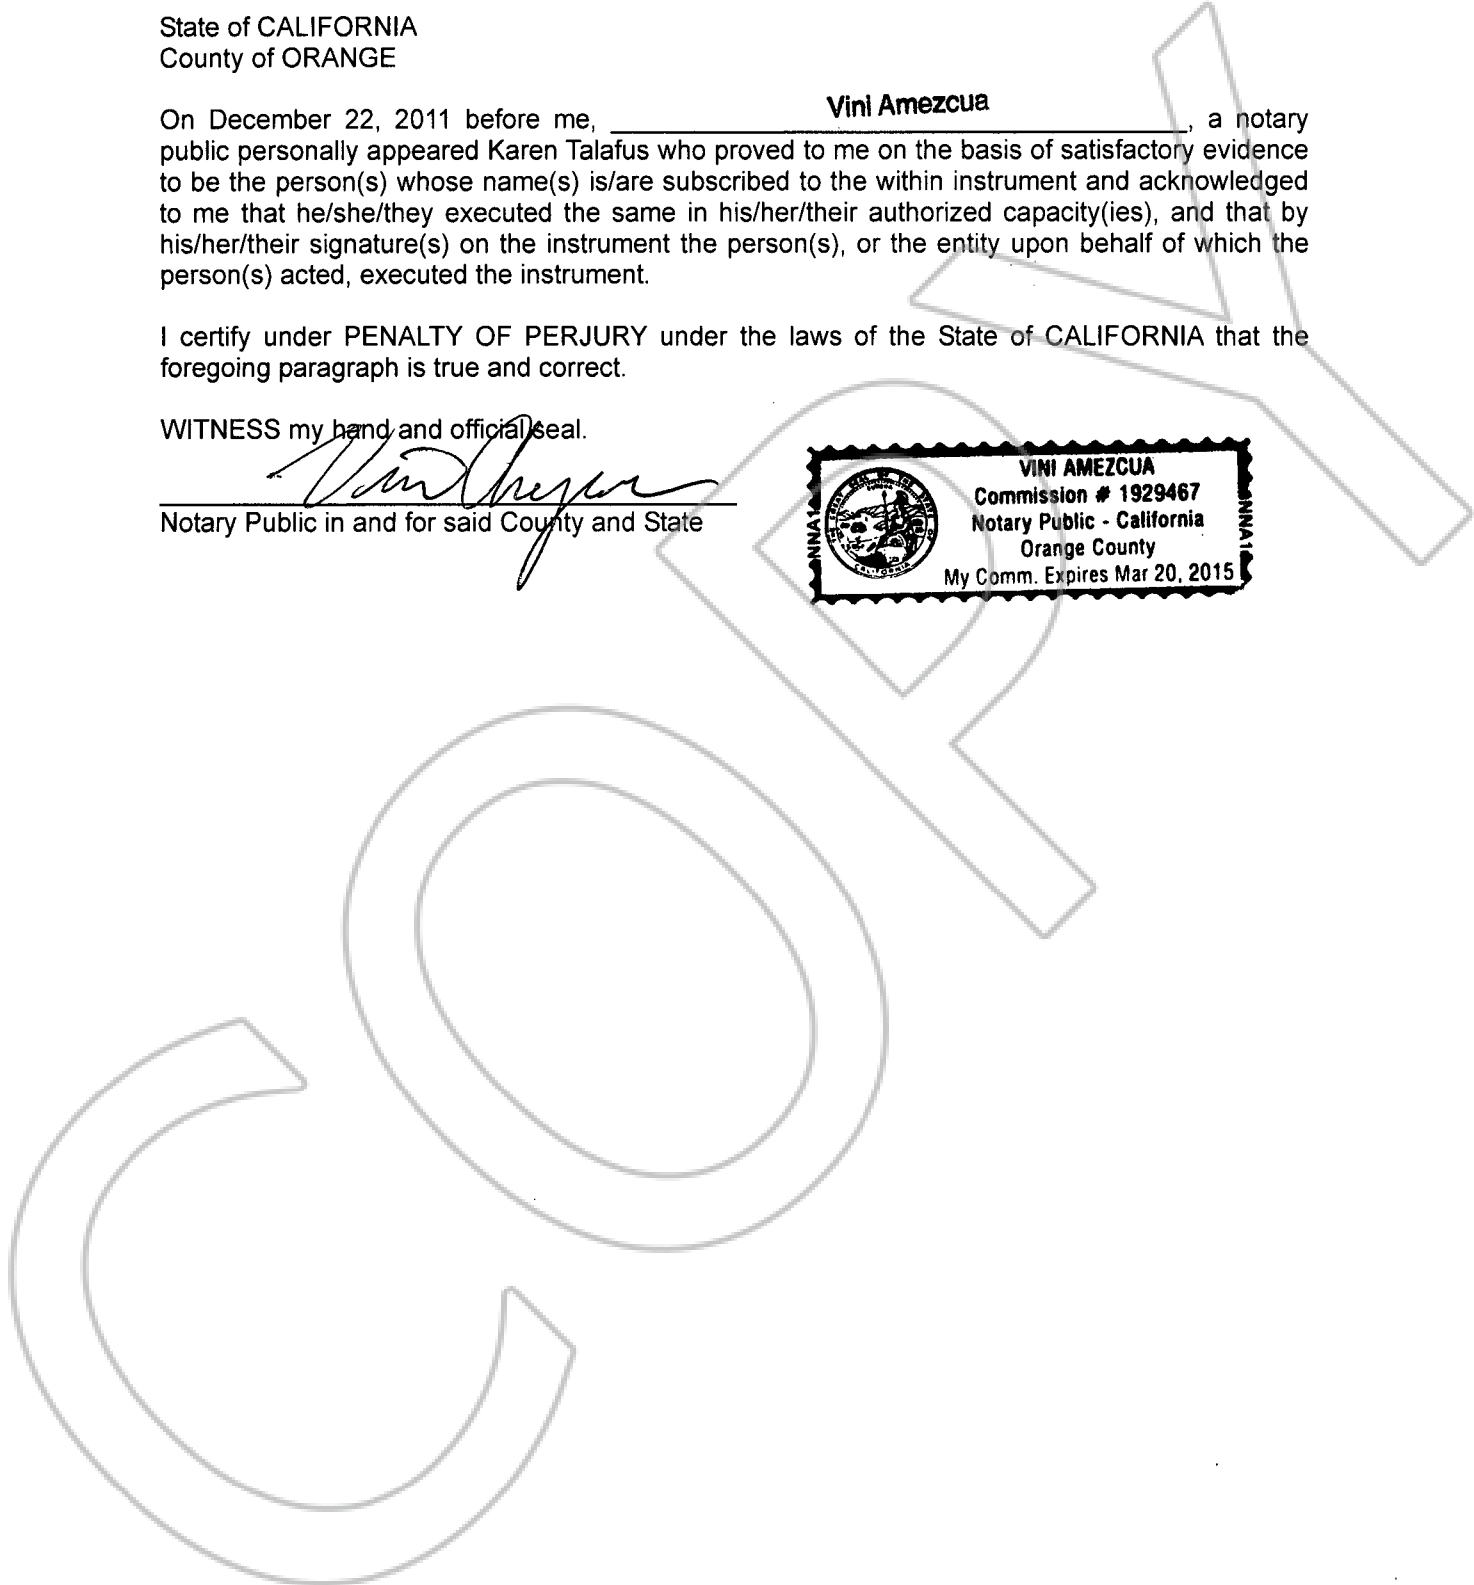 State of CALIFORNIA
County of ORANGE
On December 22, 2011 before me, Vini Amezcua, a notary
public personally appeared Karen Talafus who proved to me on the basis of satisfactory evidence
to be the person(s) whose name(s) is/are subscribed to the within instrument and acknowledged
to me that he/she/they executed the same in his/her/their authorized capacity(ies), and that by
his/her/their signature(s) on the instrument the person(s), or the entity upon behalf of which the
person(s) acted, executed the instrument.
I certify under PENALTY OF PERJURY under the laws of the State of CALIFORNIA that the
foregoing paragraph is true and correct.
WITNESS my hand and official seal.
Notary Public in and for said County and State
VINI AMEZCUA
Commission # 1929467
Notary Public - California
Orange County
My Comm. Expires Mar 20, 2015
COPY